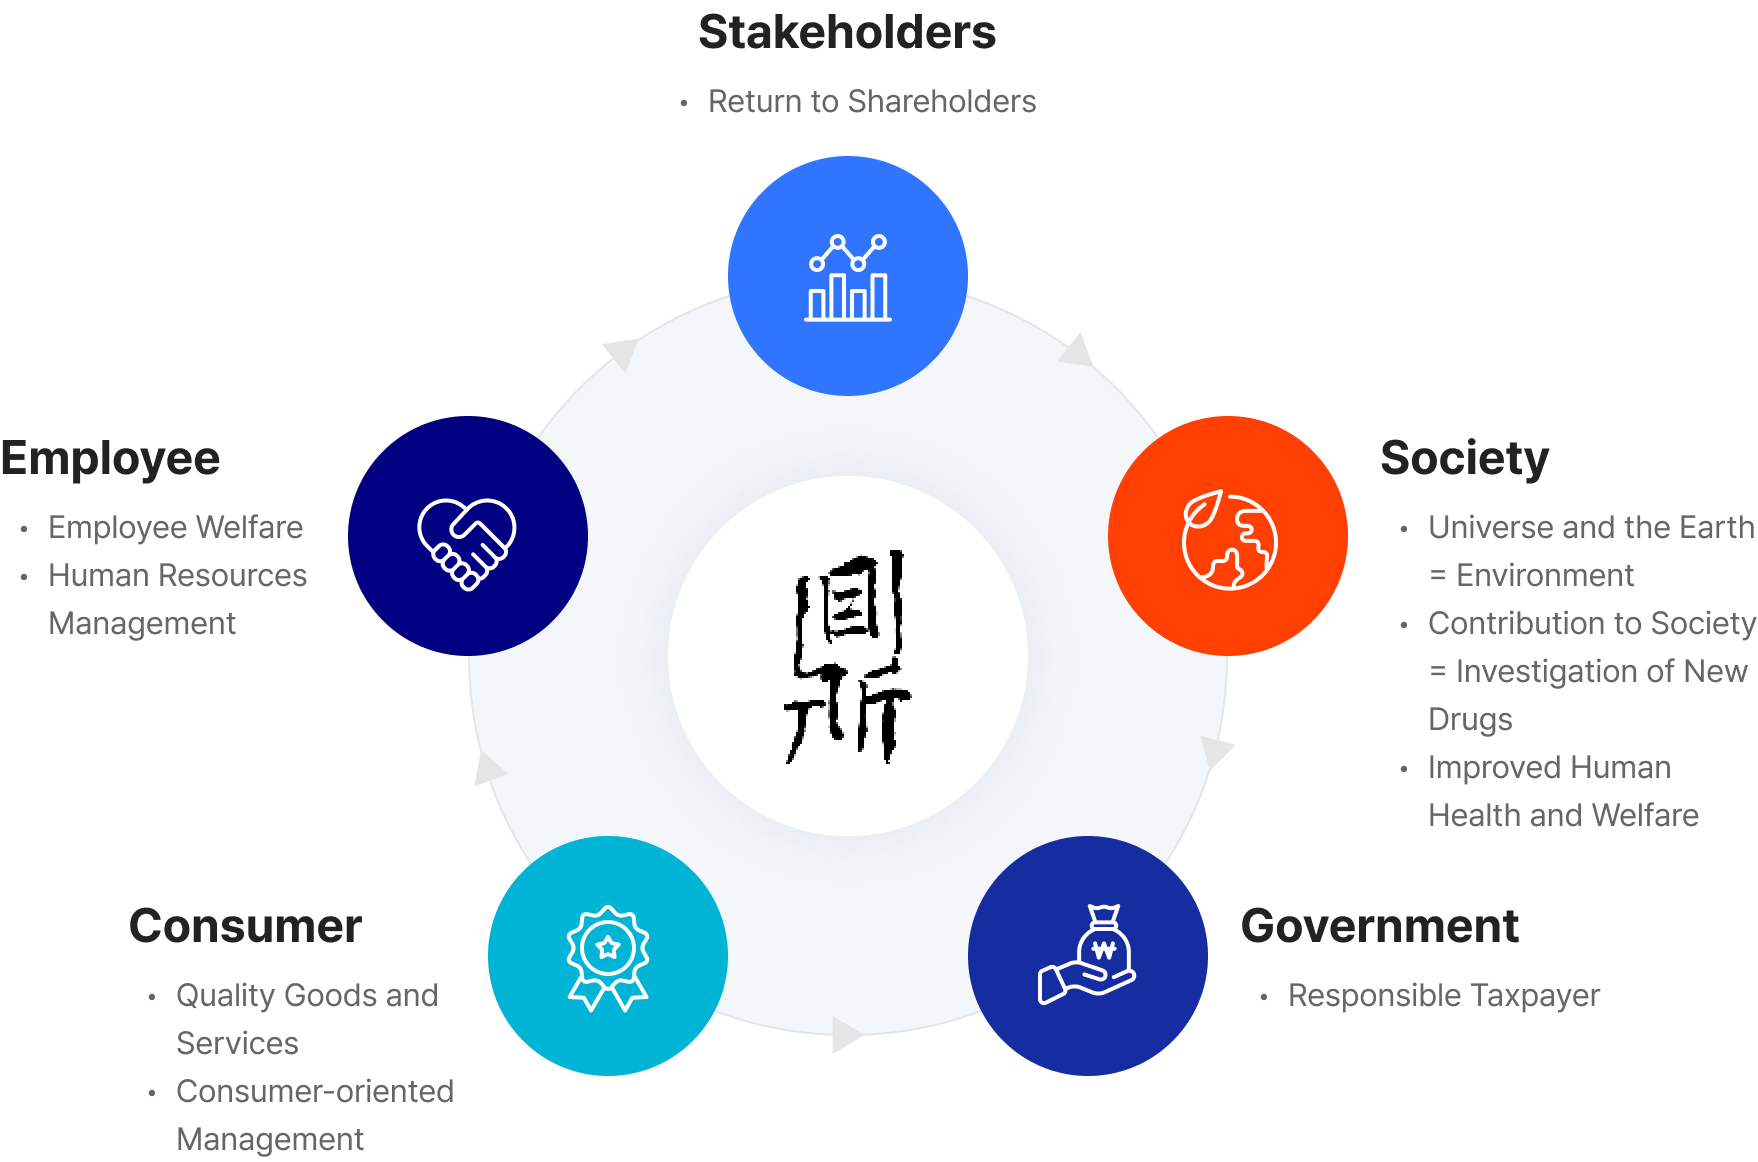 Stakeholders
• Return to Shareholders
Employee
• Employee Welfare
• Human Resources
Management
Society
• Universe and the Earth
= Environment
• Contribution to Society
= Investigation of New
Drugs
• Improved Human
Health and Welfare
鼎
Consumer
• Quality Goods and
Services
• Consumer-oriented
Management
₩
Government
• Responsible Taxpayer